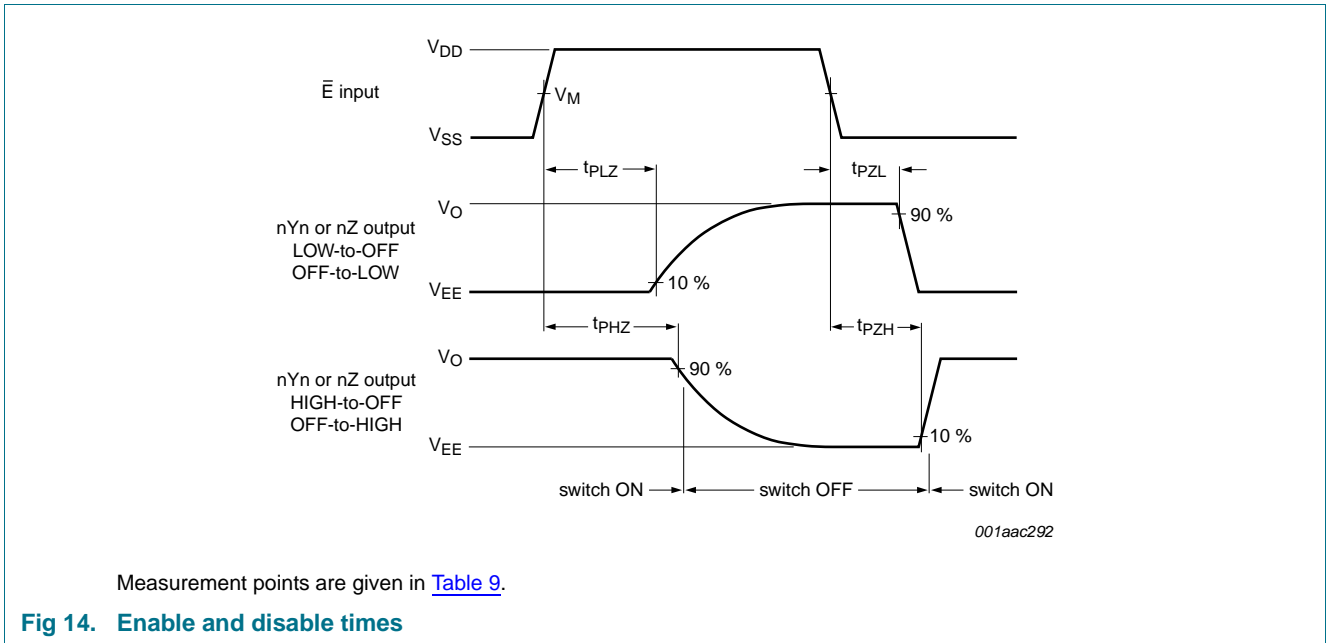 VDD
E̅ input
VM
VSS
tPLZ
tPZL
VO
90 %
nYn or nZ output
LOW-to-OFF
OFF-to-LOW
10 %
VEE
tPHZ
tPZH
VO
90 %
nYn or nZ output
HIGH-to-OFF
OFF-to-HIGH
10 %
VEE
switch ON
switch OFF
switch ON
001aac292
Measurement points are given in Table 9.
Fig 14. Enable and disable times